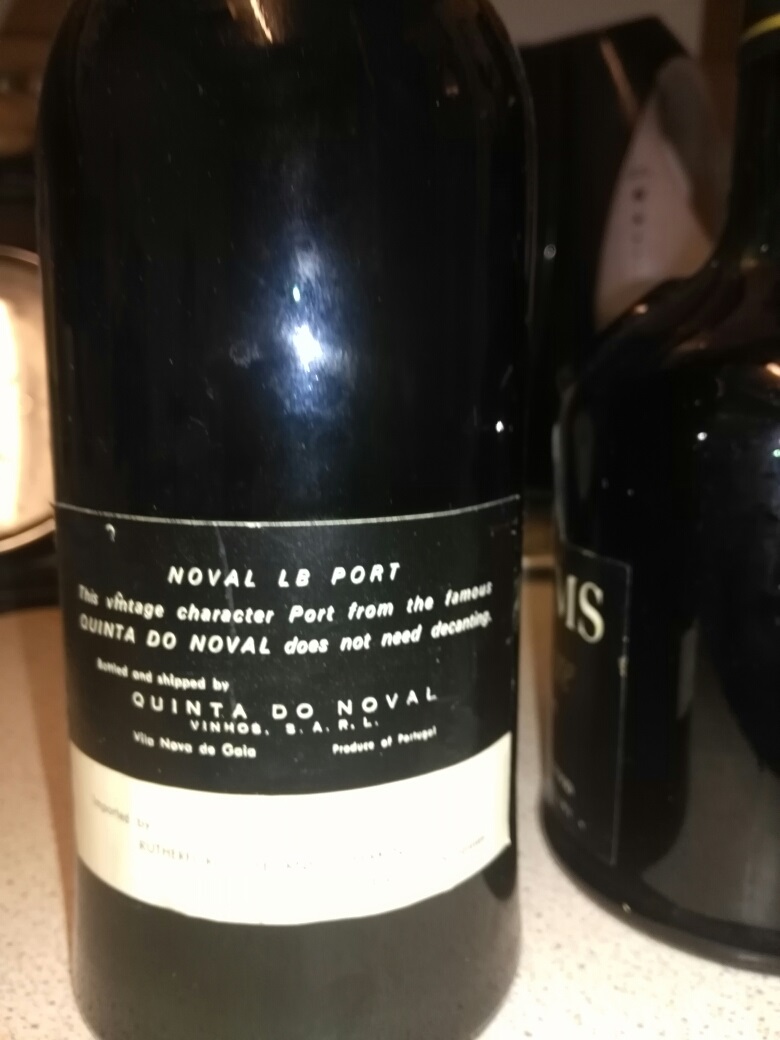 NOVAL LB PORT
This vintage character Port from the famous
QUINTA DO NOVAL does not need decanting.
Bottled and shipped by
QUINTA DO NOVAL
VINHOS, S.A.R.L.
Vila Nova de Gaia
Produce of Portugal
Imported by
MS